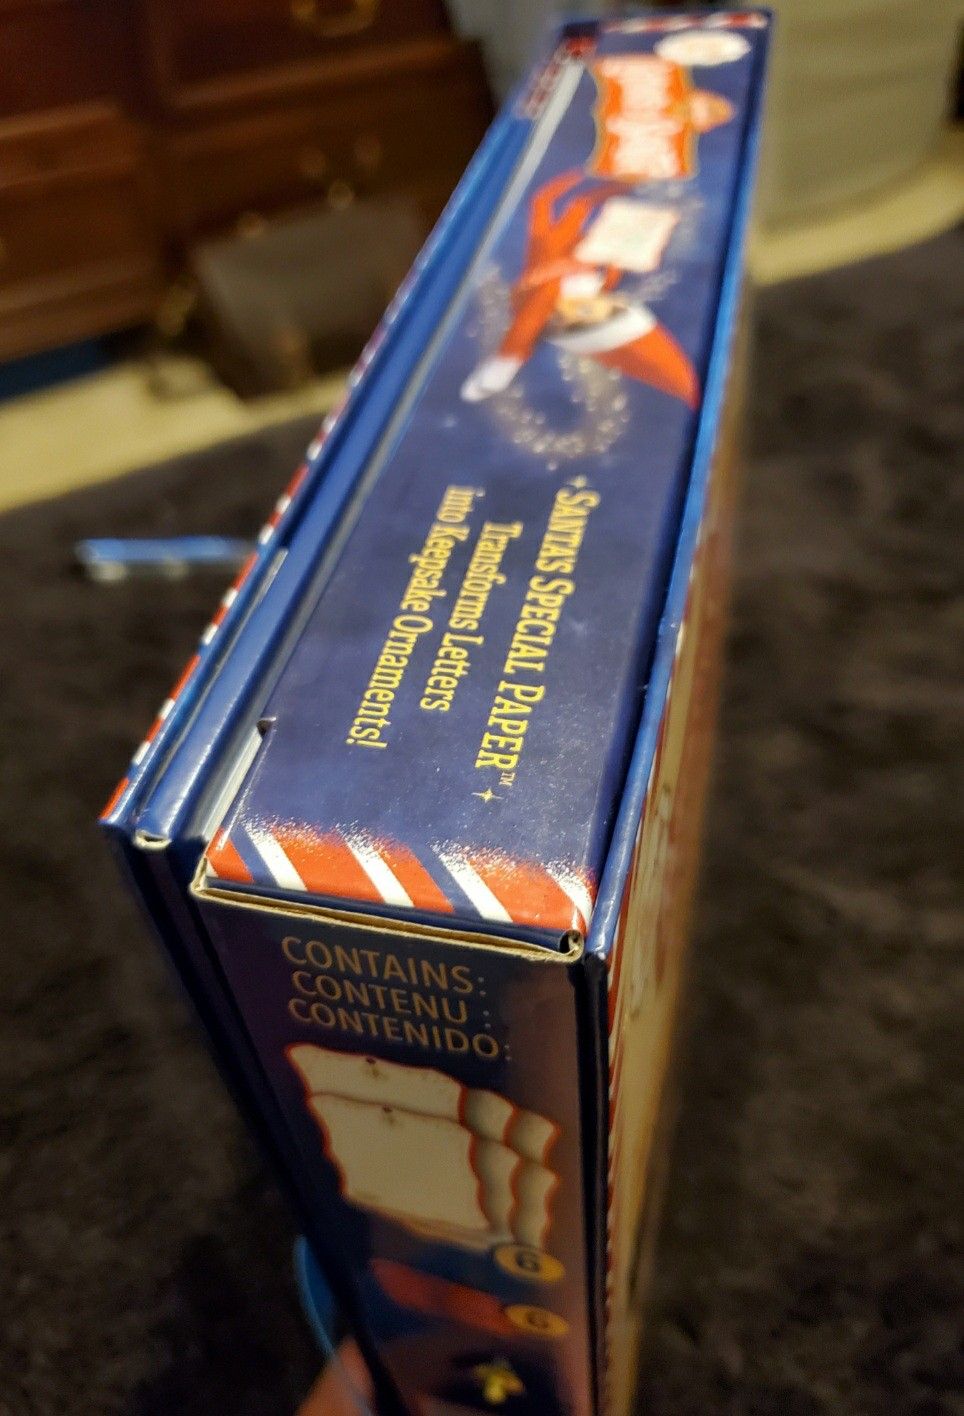 ✦ SANTA'S SPECIAL PAPER™ ✦
Transforms Letters
into Keepsake Ornaments!
CONTAINS:
CONTENU :
CONTENIDO:
6
6